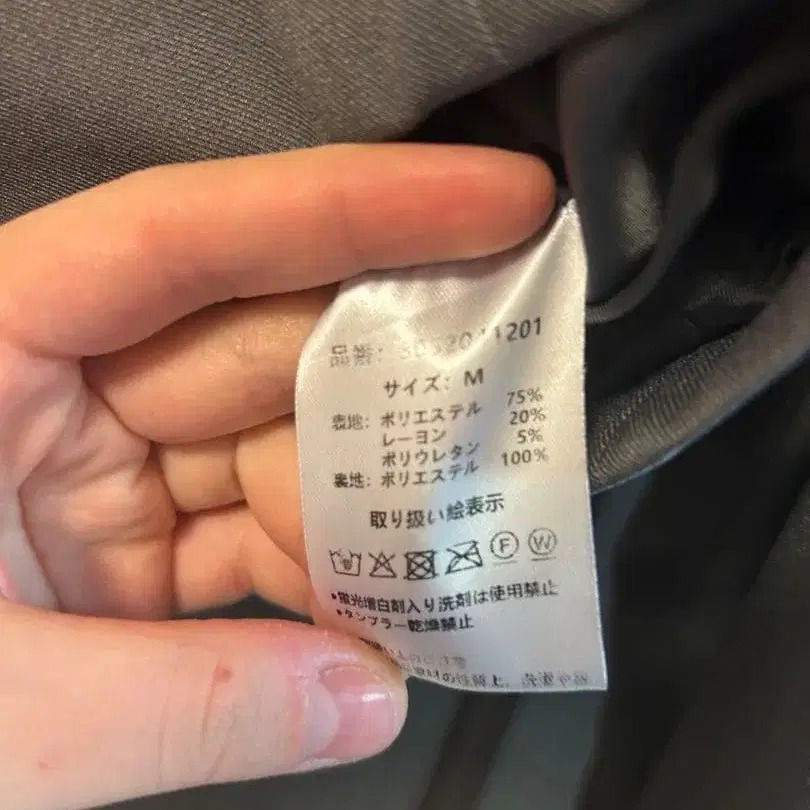 品番:
サイズ: M
表地: ポリエステル 75%
レーヨン 20%
ポリウレタン 5%
裏地: ポリエステル 100%
取り扱い絵表示
F W
•蛍光増白剤入り洗剤は使用禁止
•タンブラー乾燥禁止